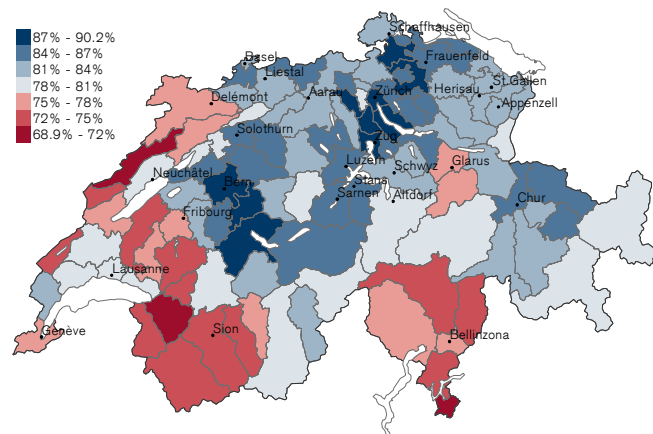 87% - 90.2%
84% - 87%
81% - 84%
78% - 81%
75% - 78%
72% - 75%
68.9% - 72%
Schaffhausen
Basel
Liestal
Frauenfeld
Delémont
Aarau
Zürich
Herisau
St.Gallen
Appenzell
Solothurn
Zug
Neuchâtel
Bern
Luzern
Schwyz
Glarus
Stans
Sarnen
Altdorf
Chur
Fribourg
Lausanne
Genève
Sion
Bellinzona